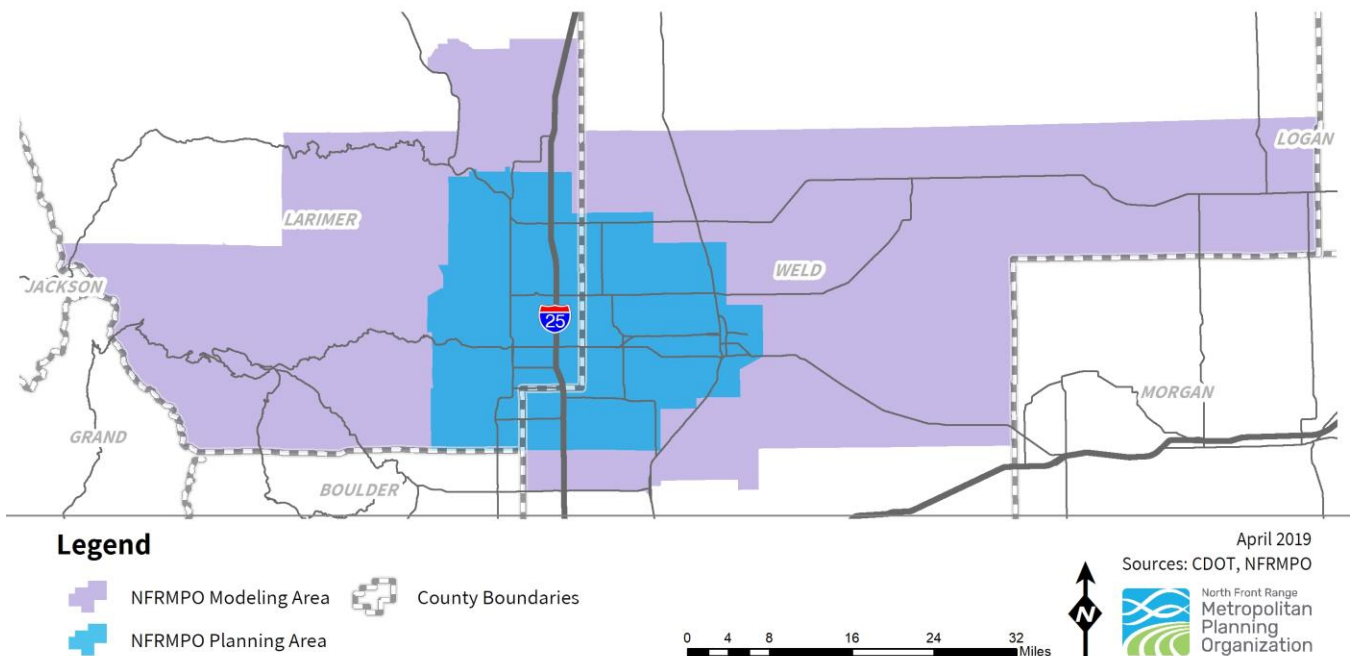 LOGAN
LARIMER
WELD
JACKSON
25
MORGAN
GRAND
BOULDER
Legend
NFRMPO Modeling Area
County Boundaries
NFRMPO Planning Area
0 4 8 16 24 32
Miles
N
April 2019
Sources: CDOT, NFRMPO
North Front Range
Metropolitan
Planning
Organization